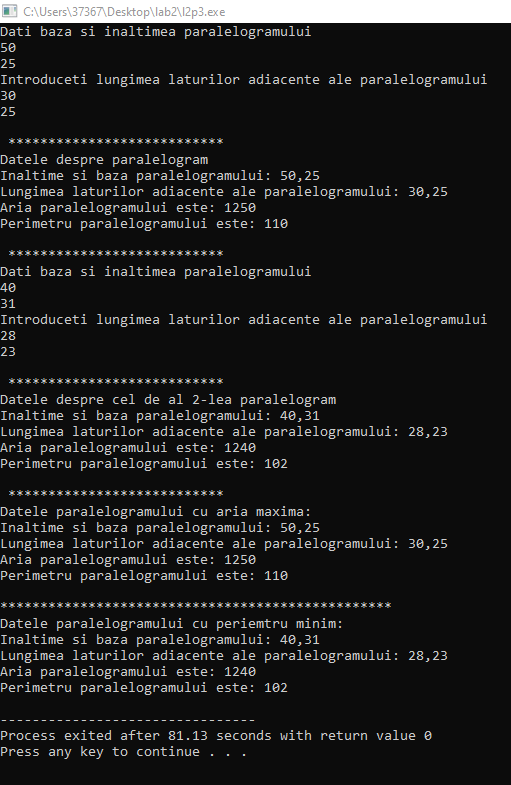 C:\Users\37367\Desktop\lab2\l2p3.exe
Dati baza si inaltimea paralelogramului
50
25
Introduceti lungimea laturilor adiacente ale paralelogramului
30
25
***************************
Datele despre paralelogram
Inaltime si baza paralelogramului: 50,25
Lungimea laturilor adiacente ale paralelogramului: 30,25
Aria paralelogramului este: 1250
Perimetru paralelogramului este: 110
***************************
Dati baza si inaltimea paralelogramului
40
31
Introduceti lungimea laturilor adiacente ale paralelogramului
28
23
***************************
Datele despre cel de al 2-lea paralelogram
Inaltime si baza paralelogramului: 40,31
Lungimea laturilor adiacente ale paralelogramului: 28,23
Aria paralelogramului este: 1240
Perimetru paralelogramului este: 102
***************************
Datele paralelogramului cu aria maxima:
Inaltime si baza paralelogramului: 50,25
Lungimea laturilor adiacente ale paralelogramului: 30,25
Aria paralelogramului este: 1250
Perimetru paralelogramului este: 110
*************************************************
Datele paralelogramului cu periemtru minim:
Inaltime si baza paralelogramului: 40,31
Lungimea laturilor adiacente ale paralelogramului: 28,23
Aria paralelogramului este: 1240
Perimetru paralelogramului este: 102
--------------------------------
Process exited after 81.13 seconds with return value 0
Press any key to continue . . .